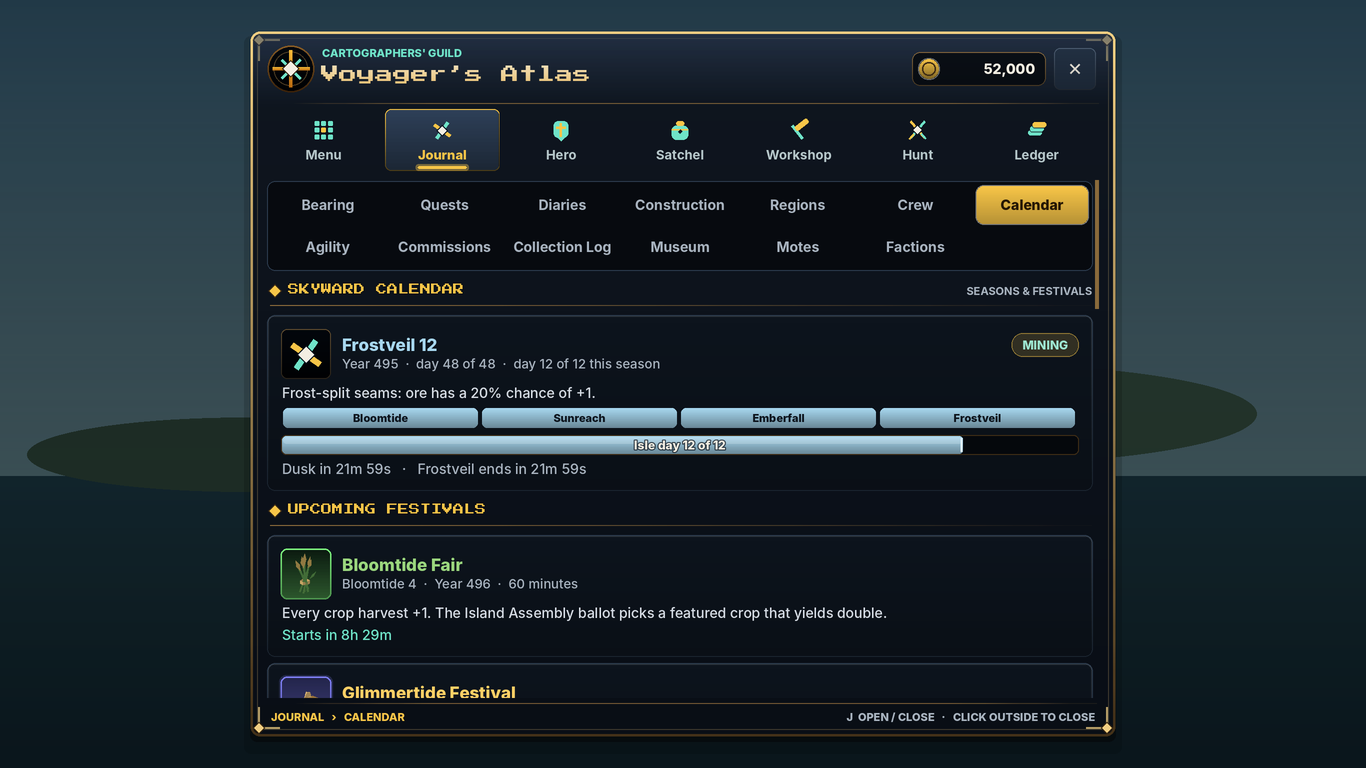 CARTOGRAPHERS' GUILD
Voyager's Atlas
52,000
Menu
Journal
Hero
Satchel
Workshop
Hunt
Ledger
Bearing
Quests
Diaries
Construction
Regions
Crew
Calendar
Agility
Commissions
Collection Log
Museum
Motes
Factions
SKYWARD CALENDAR
SEASONS & FESTIVALS
Frostveil 12
MINING
Year 495 · day 48 of 48 · day 12 of 12 this season
Frost-split seams: ore has a 20% chance of +1.
Bloomtide
Sunreach
Emberfall
Frostveil
Isle day 12 of 12
Dusk in 21m 59s · Frostveil ends in 21m 59s
UPCOMING FESTIVALS
Bloomtide Fair
Bloomtide 4 · Year 496 · 60 minutes
Every crop harvest +1. The Island Assembly ballot picks a featured crop that yields double.
Starts in 8h 29m
Glimmertide Festival
JOURNAL › CALENDAR
J OPEN / CLOSE · CLICK OUTSIDE TO CLOSE